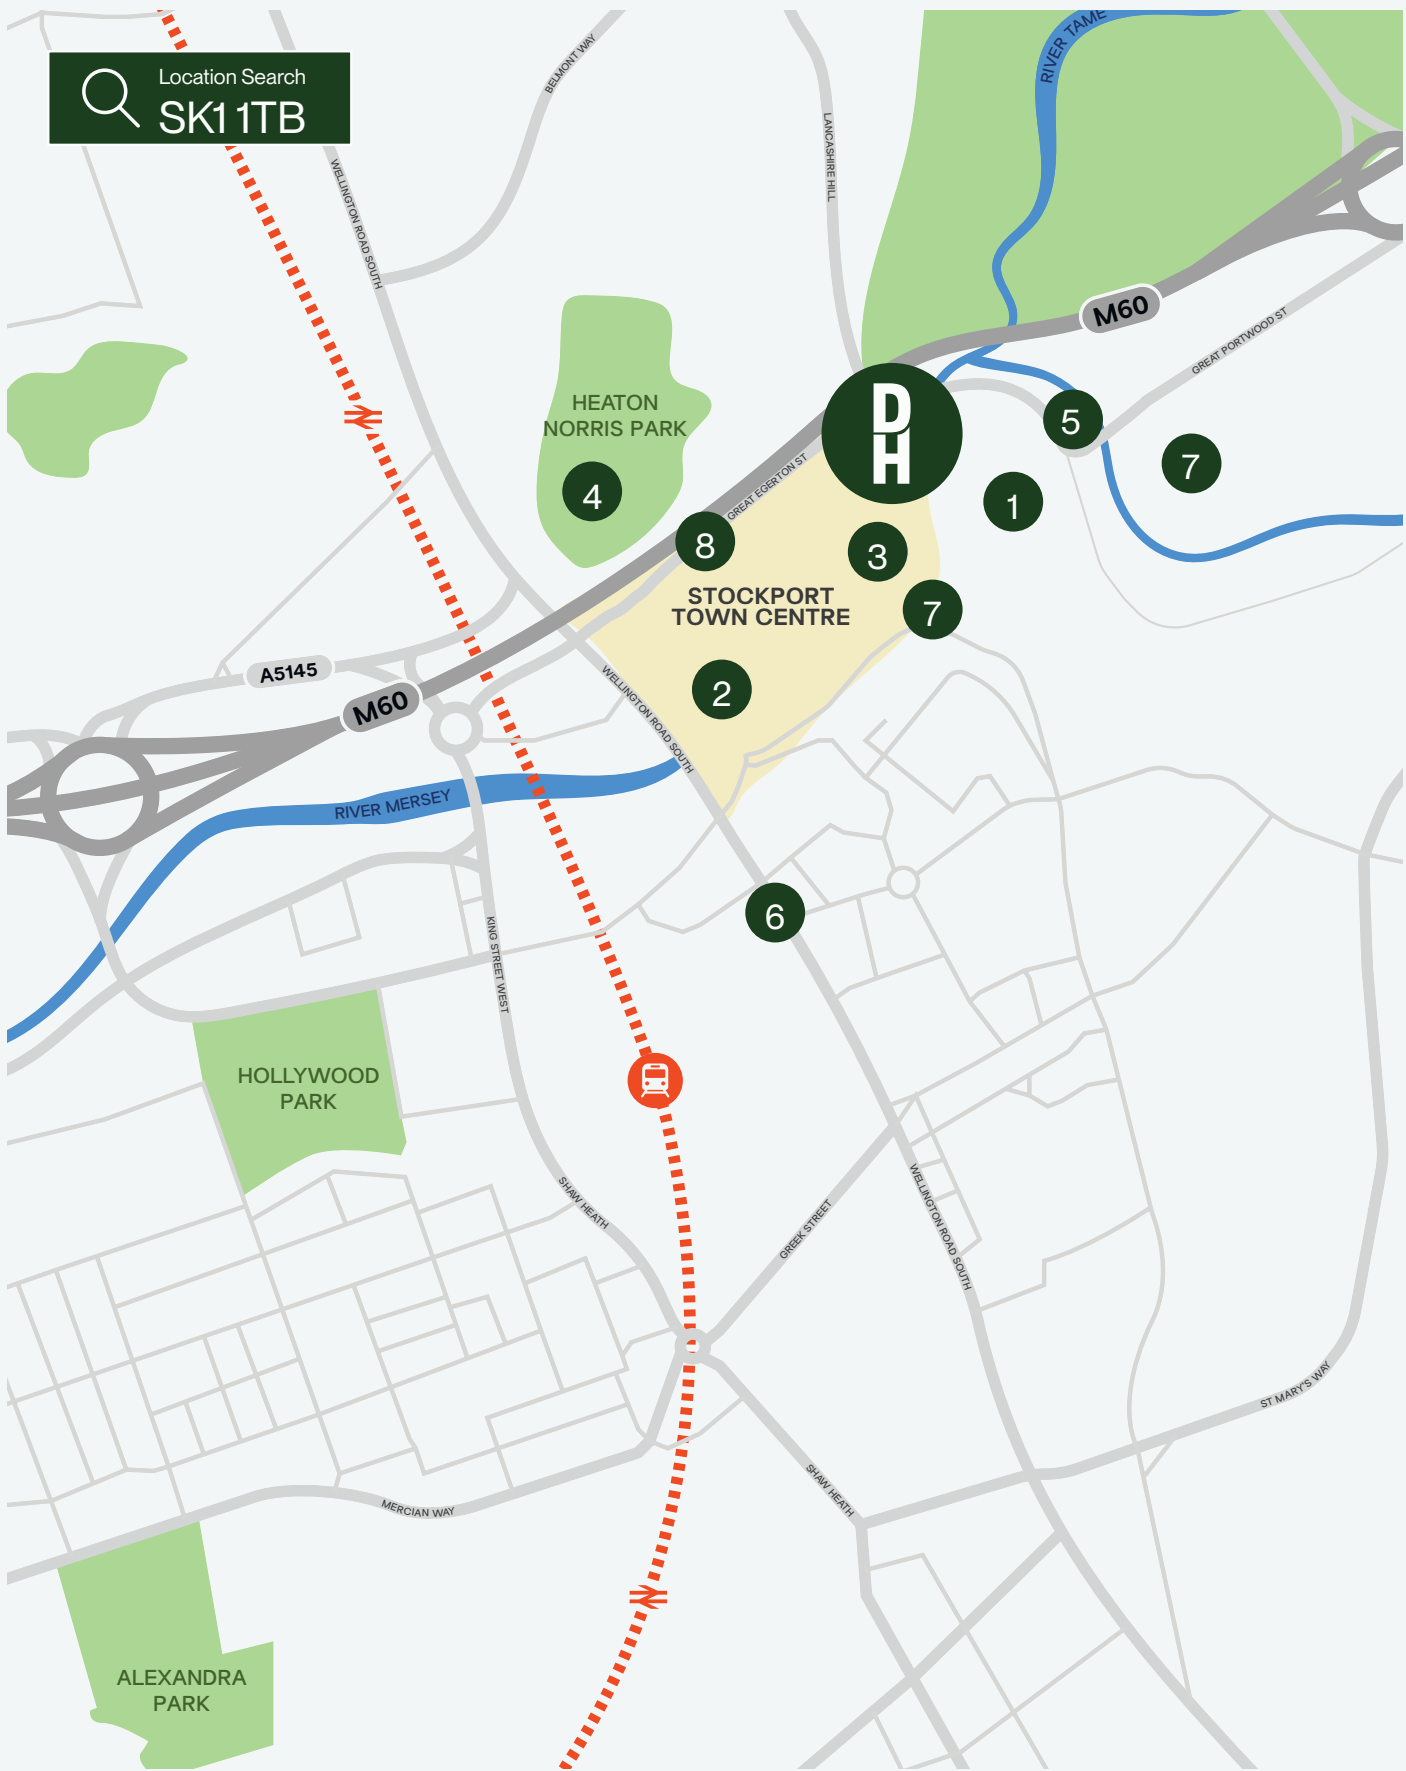 Location Search
SK1 1TB
BELMONT WAY
RIVER TAME
LANCASHIRE HILL
WELLINGTON ROAD SOUTH
M60
GREAT PORTWOOD ST
HEATON
NORRIS PARK
D
H
5
7
4
GREAT EGERTON ST
1
8
3
STOCKPORT
TOWN CENTRE
7
A5145
M60
2
WELLINGTON ROAD SOUTH
RIVER MERSEY
6
KING STREET WEST
HOLLYWOOD
PARK
SHAW HEATH
GREEK STREET
WELLINGTON ROAD SOUTH
ST MARY'S WAY
SHAW HEATH
MERCIAN WAY
ALEXANDRA
PARK